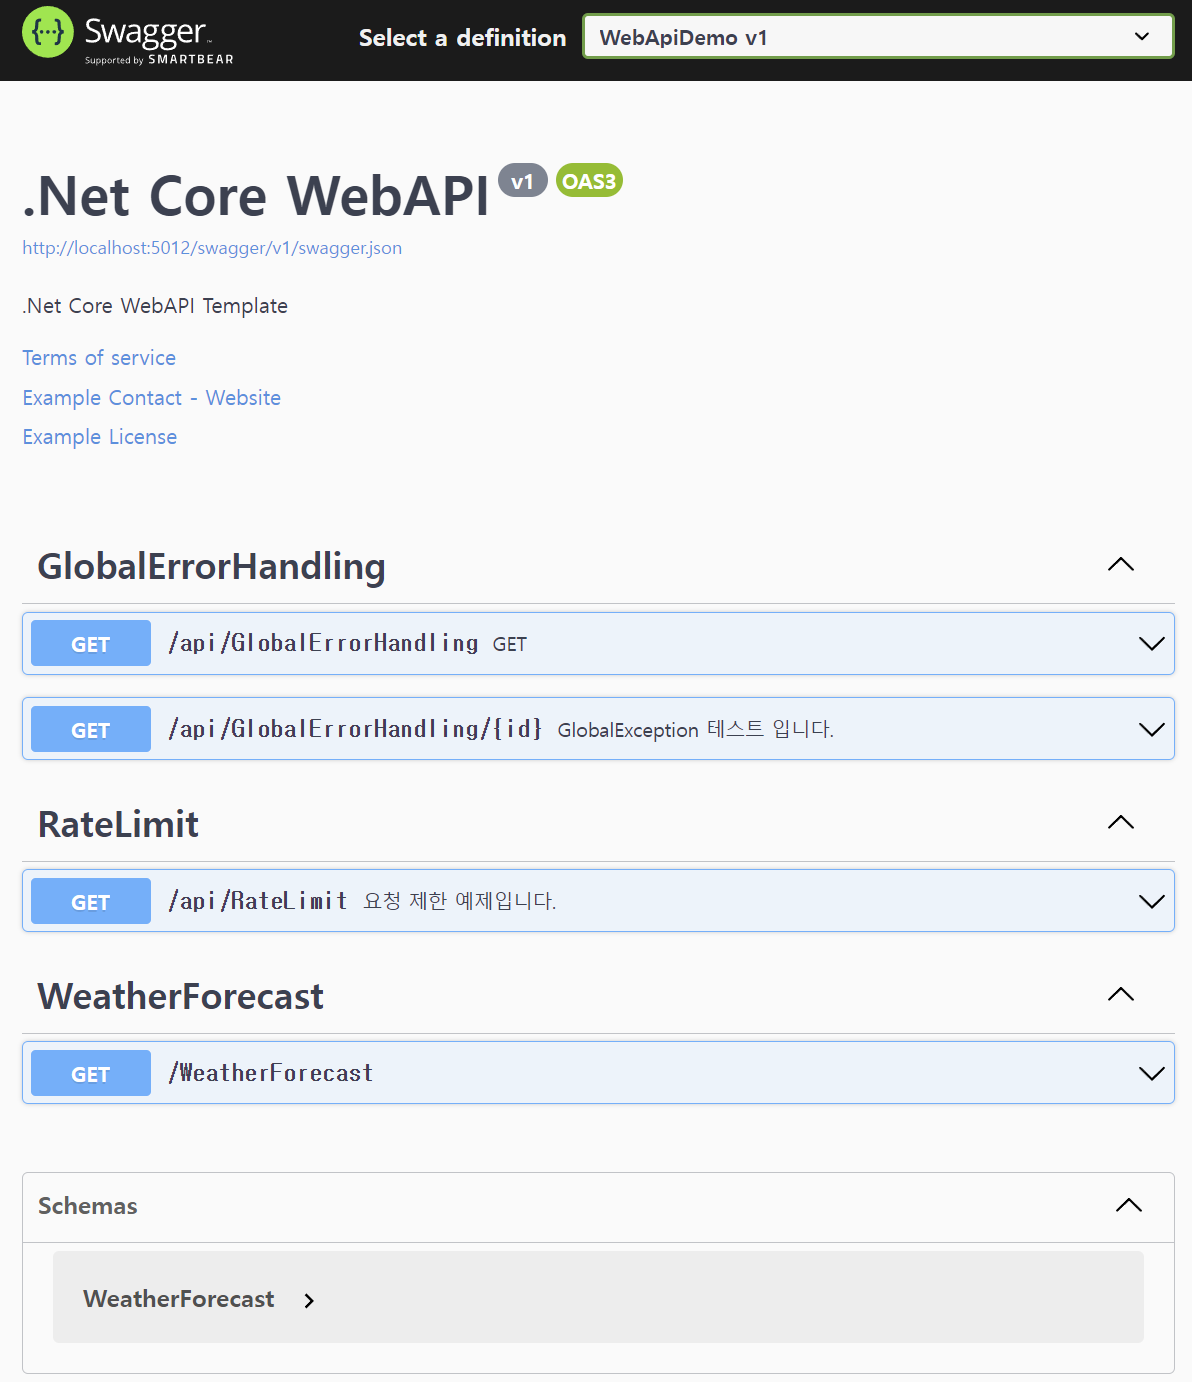 Swagger
Supported by SMARTBEAR
Select a definition
WebApiDemo v1
.Net Core WebAPI v1 OAS3
http://localhost:5012/swagger/v1/swagger.json
.Net Core WebAPI Template
Terms of service
Example Contact - Website
Example License
GlobalErrorHandling
GET /api/GlobalErrorHandling GET
GET /api/GlobalErrorHandling/{id} GlobalException 테스트 입니다.
RateLimit
GET /api/RateLimit 요청 제한 예제입니다.
WeatherForecast
GET /WeatherForecast
Schemas
WeatherForecast